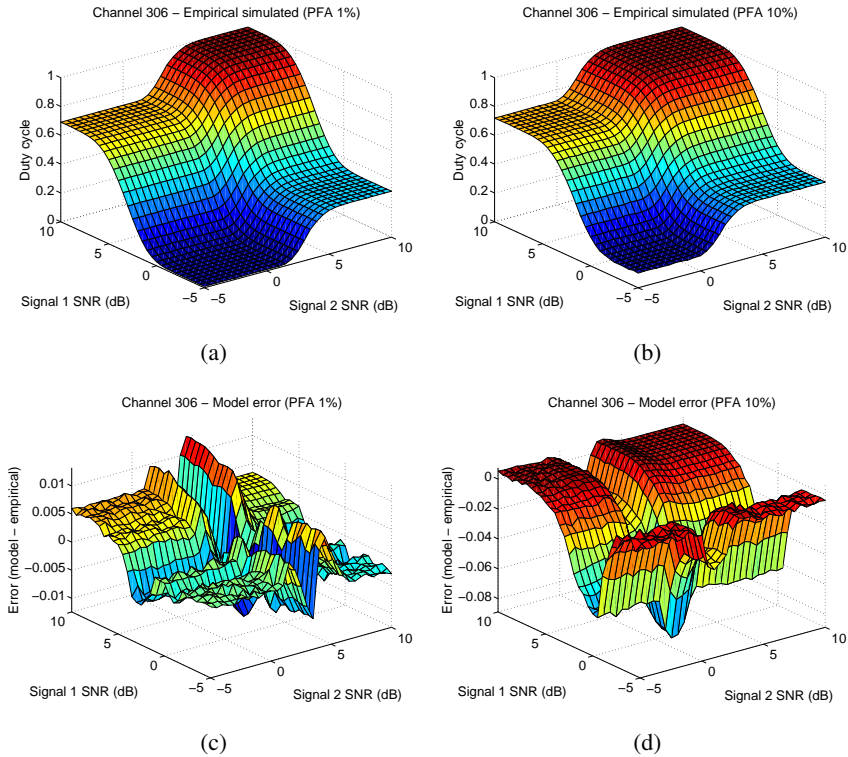 Channel 306 − Empirical simulated (PFA 1%)
1
0.8
0.6
0.4
0.2
0
Duty cycle
10
5
0
−5
Signal 1 SNR (dB)
−5
0
5
10
Signal 2 SNR (dB)
(a)
Channel 306 − Empirical simulated (PFA 10%)
1
0.8
0.6
0.4
0.2
0
Duty cycle
10
5
0
−5
Signal 1 SNR (dB)
−5
0
5
10
Signal 2 SNR (dB)
(b)
Channel 306 − Model error (PFA 1%)
0.01
0.005
0
−0.005
−0.01
Error (model − empirical)
10
5
0
−5
Signal 1 SNR (dB)
−5
0
5
10
Signal 2 SNR (dB)
(c)
Channel 306 − Model error (PFA 10%)
0
−0.02
−0.04
−0.06
−0.08
Error (model − empirical)
10
5
0
−5
Signal 1 SNR (dB)
−5
0
5
10
Signal 2 SNR (dB)
(d)